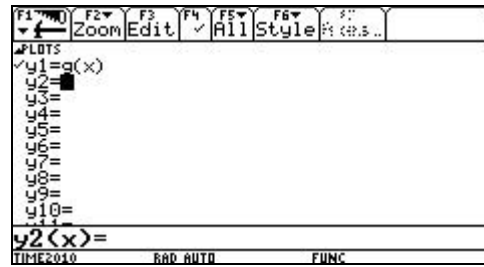 F1 F2 Zoom F3 Edit F4 ✓ F5 All F6 Style
PLOTS
✓y1=g(x)
y2=
y3=
y4=
y5=
y6=
y7=
y8=
y9=
y10=
y2(x)=
TIME2010 RAD AUTO FUNC